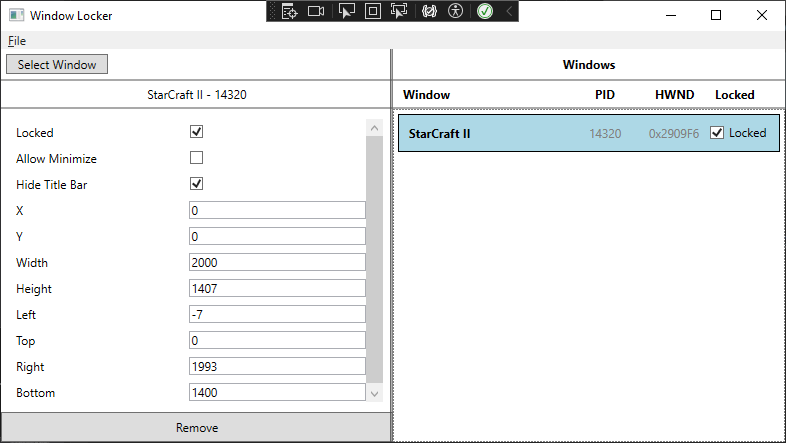 Window Locker
File
Select Window
StarCraft II - 14320
Locked
Allow Minimize
Hide Title Bar
X 0
Y 0
Width 2000
Height 1407
Left -7
Top 0
Right 1993
Bottom 1400
Remove
Windows
Window PID HWND Locked
StarCraft II 14320 0x2909F6 Locked